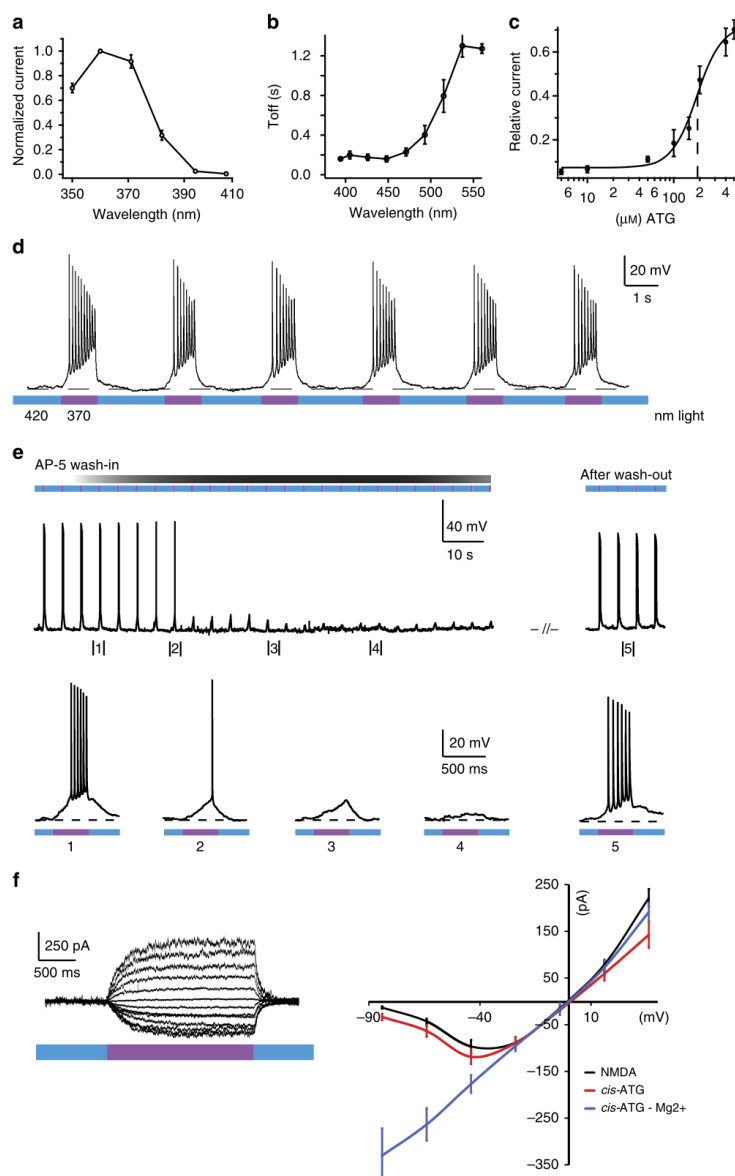 a
Normalized current
1.0
0.8
0.6
0.4
0.2
0
350
370
390
410
Wavelength (nm)
b
Toff (s)
1.2
0.8
0.4
0
400
450
500
550
Wavelength (nm)
c
Relative current
0.6
0.4
0.2
6
10
2
4 6
100
2
4
(μM) ATG
d
20 mV
1 s
420
370
nm light
e
AP-5 wash-in
After wash-out
40 mV
10 s
– // –
|1|
|2|
|3|
|4|
|5|
20 mV
500 ms
1
2
3
4
5
f
250 pA
500 ms
250
(pA)
150
50
–90
–40
10
(mV)
–50
–150
–250
–350
NMDA
cis-ATG
cis-ATG - Mg2+